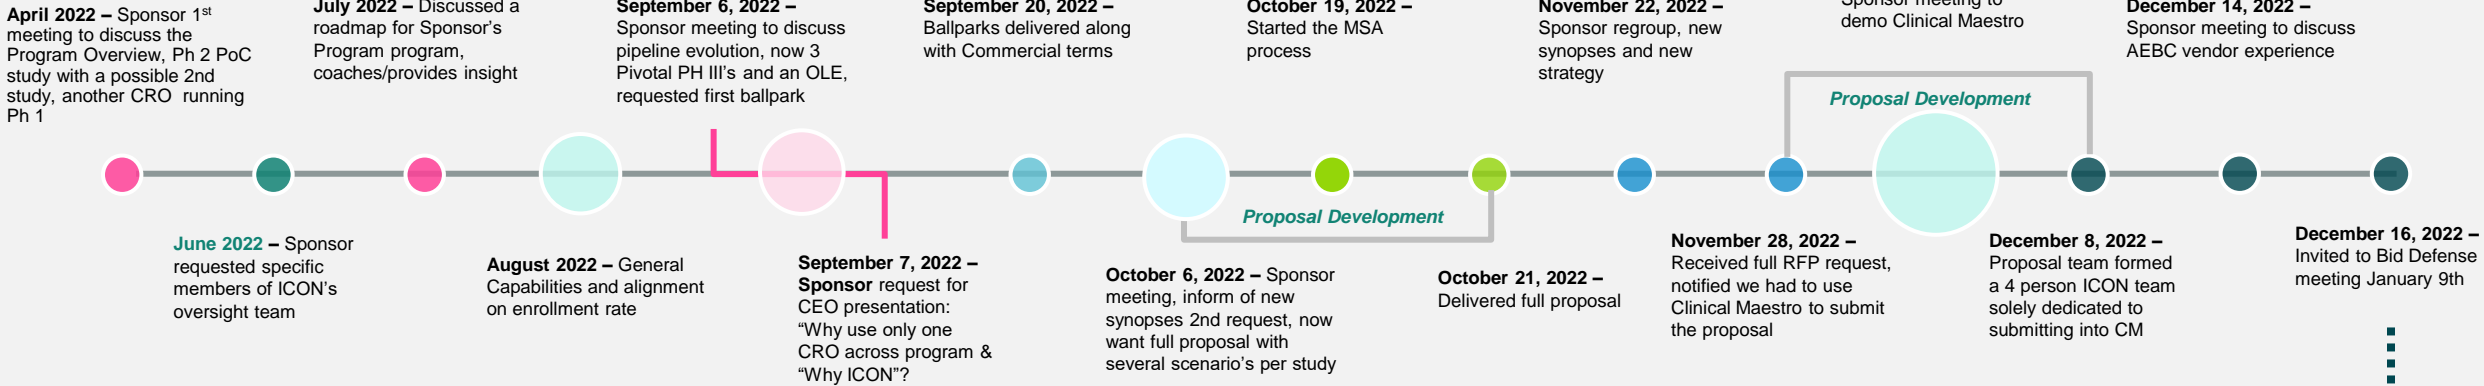 April 2022 – Sponsor 1st
meeting to discuss the
Program Overview, Ph 2 PoC
study with a possible 2nd
study, another CRO running
Ph 1
July 2022 – Discussed a
roadmap for Sponsor's
Program program,
coaches/provides insight
September 6, 2022 –
Sponsor meeting to discuss
pipeline evolution, now 3
Pivotal PH III's and an OLE,
requested first ballpark
September 20, 2022 –
Ballparks delivered along
with Commercial terms
October 19, 2022 –
Started the MSA
process
November 22, 2022 –
Sponsor regroup, new
synopses and new
strategy
Sponsor meeting to
demo Clinical Maestro
December 14, 2022 –
Sponsor meeting to discuss
AEBC vendor experience
Proposal Development
Proposal Development
June 2022 – Sponsor
requested specific
members of ICON's
oversight team
August 2022 – General
Capabilities and alignment
on enrollment rate
September 7, 2022 –
Sponsor request for
CEO presentation:
"Why use only one
CRO across program &
"Why ICON"?
October 6, 2022 – Sponsor
meeting, inform of new
synopses 2nd request, now
want full proposal with
several scenario's per study
October 21, 2022 –
Delivered full proposal
November 28, 2022 –
Received full RFP request,
notified we had to use
Clinical Maestro to submit
the proposal
December 8, 2022 –
Proposal team formed
a 4 person ICON team
solely dedicated to
submitting into CM
December 16, 2022 –
Invited to Bid Defense
meeting January 9th